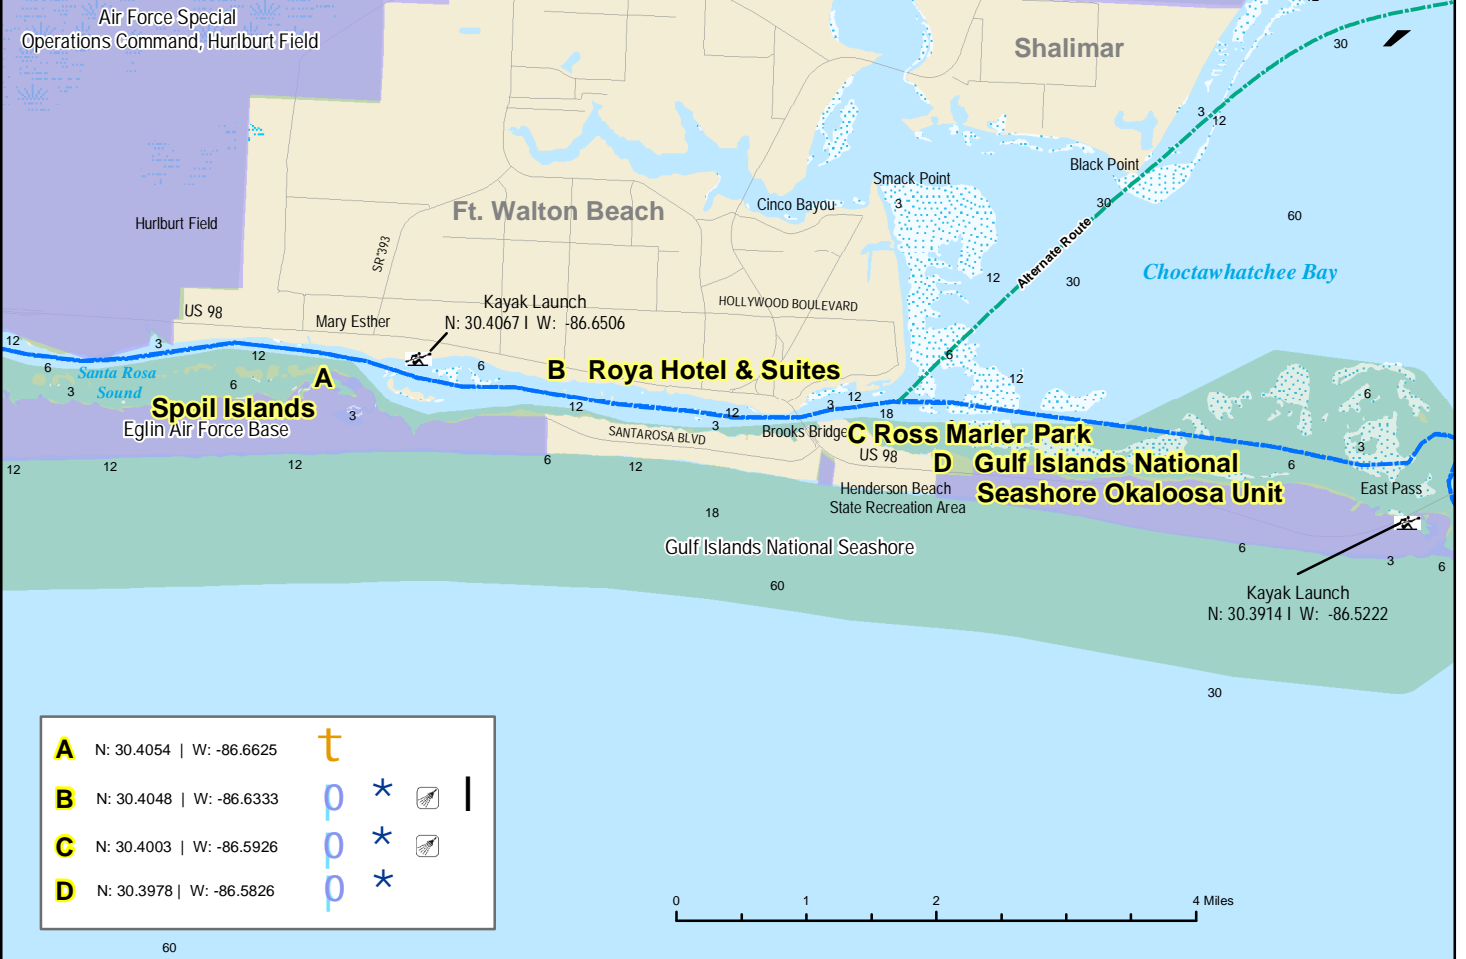 Air Force Special
Operations Command, Hurlburt Field
Shalimar
12
30
3
12
Black Point
Smack Point
3
30
Cinco Bayou
Ft. Walton Beach
60
Hurlburt Field
Alternate Route
SR 393
12
30
Choctawhatchee Bay
Kayak Launch
N: 30.4067 I W: -86.6506
HOLLYWOOD BOULEVARD
US 98
Mary Esther
12
3
12
6
6
6
Santa Rosa
Sound
3
6
A
B Roya Hotel & Suites
12
6
Spoil Islands
3
12
12
3
12
18
3
Eglin Air Force Base
SANTAROSA BLVD
Brooks Bridge
C Ross Marler Park
US 98
3
12
12
12
6
12
D Gulf Islands National
Seashore Okaloosa Unit
6
Henderson Beach
State Recreation Area
East Pass
18
Gulf Islands National Seashore
6
3
6
60
Kayak Launch
N: 30.3914 I W: -86.5222
30
A N: 30.4054 | W: -86.6625 t
B N: 30.4048 | W: -86.6333 p * |
C N: 30.4003 | W: -86.5926 p *
D N: 30.3978 | W: -86.5826 p *
0 1 2 4 Miles
60